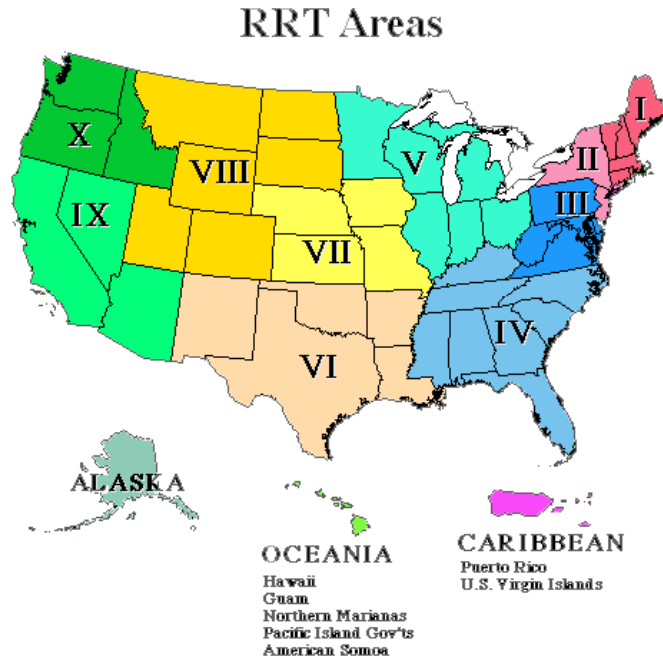 RRT Areas
I
X
V
II
VIII
III
IX
VII
IV
VI
ALASKA
OCEANIA
Hawaii
Guam
Northern Marianas
Pacific Island Gov'ts
American Somoa
CARIBBEAN
Puerto Rico
U.S. Virgin Islands